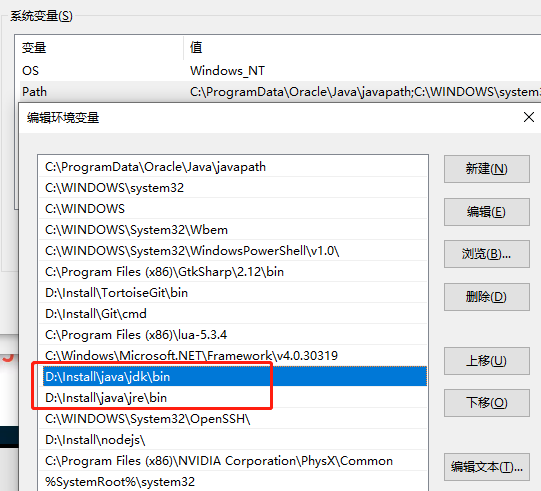 系统变量(S)
变量 值
OS Windows_NT
Path C:\ProgramData\Oracle\Java\javapath;C:\WINDOWS\system3
编辑环境变量
C:\ProgramData\Oracle\Java\javapath
新建(N)
C:\WINDOWS\system32
C:\WINDOWS
编辑(E)
C:\WINDOWS\System32\Wbem
C:\WINDOWS\System32\WindowsPowerShell\v1.0\
浏览(B)...
C:\Program Files (x86)\GtkSharp\2.12\bin
D:\Install\TortoiseGit\bin
删除(D)
D:\Install\Git\cmd
C:\Program Files (x86)\lua-5.3.4
C:\Windows\Microsoft.NET\Framework\v4.0.30319
上移(U)
D:\Install\java\jdk\bin
D:\Install\java\jre\bin
下移(O)
C:\WINDOWS\System32\OpenSSH\
D:\Install\nodejs\
C:\Program Files (x86)\NVIDIA Corporation\PhysX\Common
编辑文本(T)...
%SystemRoot%\system32